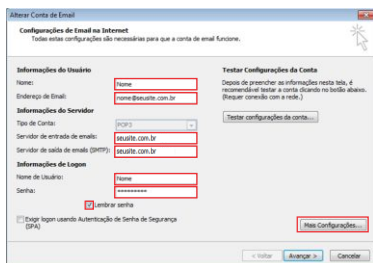 Alterar Conta de Email
Configurações de Email na Internet
Todas estas configurações são necessárias para que a conta de email funcione.
Informações do Usuário
Nome:
Nome
Endereço de Email:
nome@seusite.com.br
Informações do Servidor
Tipo de Conta:
POP3
Servidor de entrada de emails:
seusite.com.br
Servidor de saída de emails (SMTP):
seusite.com.br
Informações de Logon
Nome de Usuário:
Nome
Senha:
*********
Lembrar senha
Exigir logon usando Autenticação de Senha de Segurança
(SPA)
Testar Configurações da Conta
Depois de preencher as informações nesta tela, é
recomendável testar a conta clicando no botão abaixo.
(Requer conexão com a rede.)
Testar configurações da conta...
Mais Configurações...
< Voltar
Avançar >
Cancelar